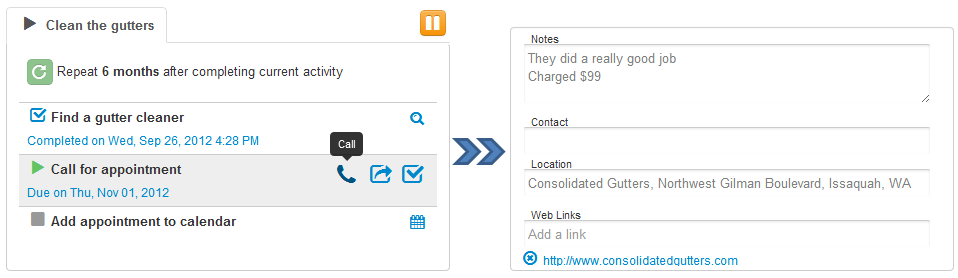 Clean the gutters
Repeat 6 months after completing current activity
Find a gutter cleaner
Completed on Wed, Sep 26, 2012 4:28 PM
Call
Call for appointment
Due on Thu, Nov 01, 2012
Add appointment to calendar
Notes
They did a really good job
Charged $99
Contact
Location
Consolidated Gutters, Northwest Gilman Boulevard, Issaquah, WA
Web Links
Add a link
http://www.consolidatedgutters.com